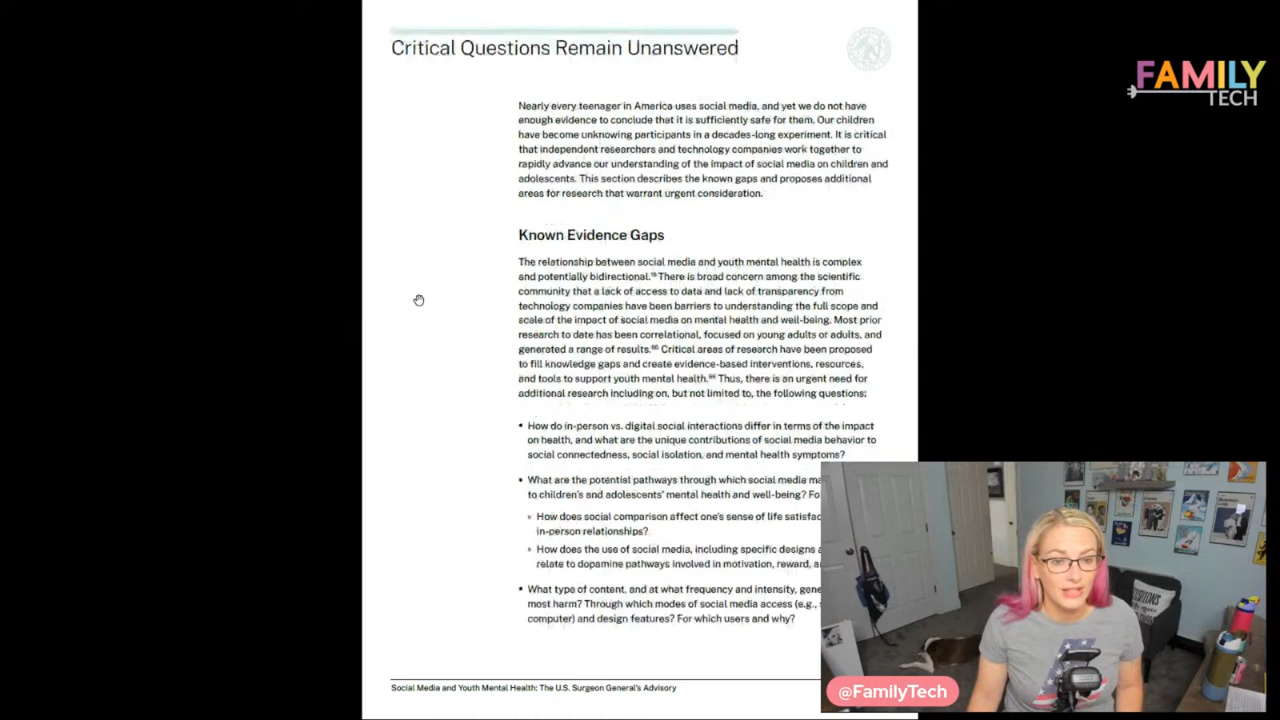 Critical Questions Remain Unanswered
FAMILY
TECH
Nearly every teenager in America uses social media, and yet we do not have
enough evidence to conclude that it is sufficiently safe for them. Our children
have become unknowing participants in a decades-long experiment. It is critical
that independent researchers and technology companies work together to
rapidly advance our understanding of the impact of social media on children and
adolescents. This section describes the known gaps and proposes additional
areas for research that warrant urgent consideration.
Known Evidence Gaps
The relationship between social media and youth mental health is complex
and potentially bidirectional. There is broad concern among the scientific
community that a lack of access to data and lack of transparency from
technology companies have been barriers to understanding the full scope and
scale of the impact of social media on mental health and well-being. Most prior
research to date has been correlational, focused on young adults or adults, and
generated a range of results. Critical areas of research have been proposed
to fill knowledge gaps and create evidence-based interventions, resources,
and tools to support youth mental health. Thus, there is an urgent need for
additional research including on, but not limited to, the following questions:
• How do in-person vs. digital social interactions differ in terms of the impact
on health, and what are the unique contributions of social media behavior to
social connectedness, social isolation, and mental health symptoms?
• What are the potential pathways through which social media
to children's and adolescents' mental health and well-being?
How does social comparison affect one's sense of life
in-person relationships?
How does the use of social media, including specific designs
relate to dopamine pathways involved in motivation, reward,
• What type of content, and at what frequency and intensity,
most harm? Through which modes of social media access (e.g.,
computer) and design features? For which users and why?
Social Media and Youth Mental Health: The U.S. Surgeon General's Advisory
@FamilyTech